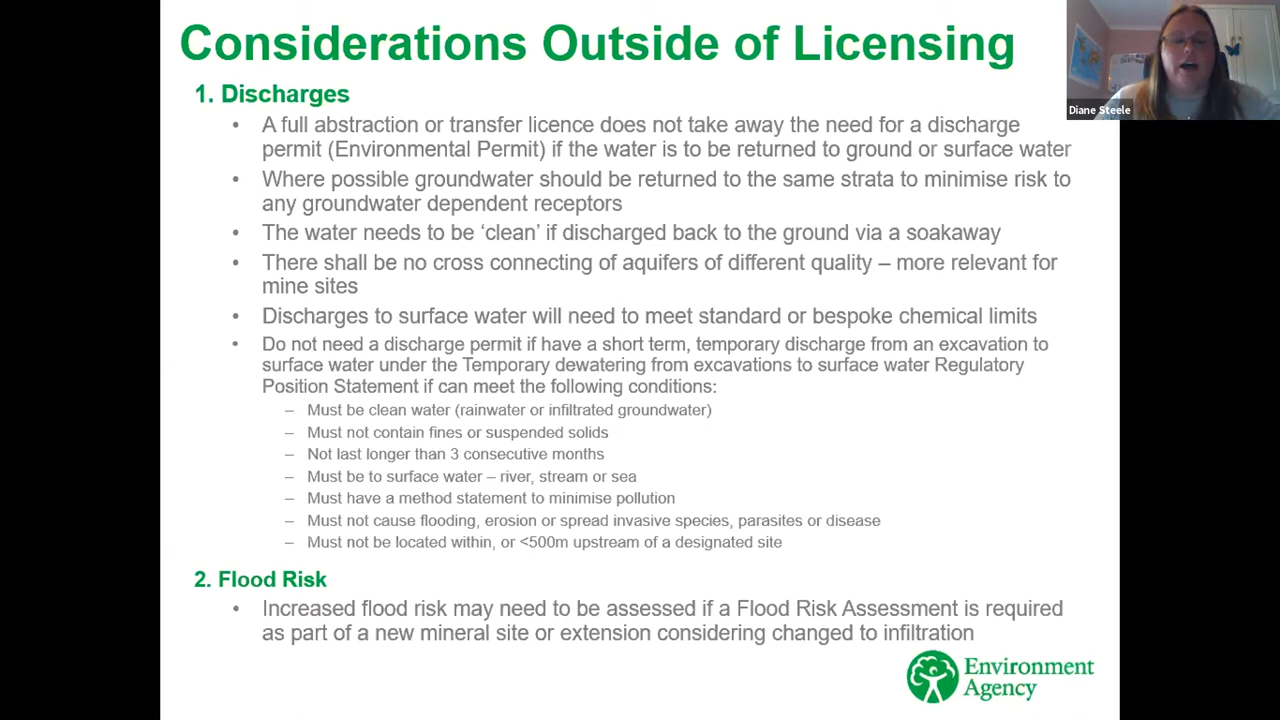 Considerations Outside of Licensing
Diane Steele
1. Discharges
• A full abstraction or transfer licence does not take away the need for a discharge
permit (Environmental Permit) if the water is to be returned to ground or surface water
• Where possible groundwater should be returned to the same strata to minimise risk to
any groundwater dependent receptors
• The water needs to be ‘clean’ if discharged back to the ground via a soakaway
• There shall be no cross connecting of aquifers of different quality – more relevant for
mine sites
• Discharges to surface water will need to meet standard or bespoke chemical limits
• Do not need a discharge permit if have a short term, temporary discharge from an excavation to
surface water under the Temporary dewatering from excavations to surface water Regulatory
Position Statement if can meet the following conditions:
– Must be clean water (rainwater or infiltrated groundwater)
– Must not contain fines or suspended solids
– Not last longer than 3 consecutive months
– Must be to surface water – river, stream or sea
– Must have a method statement to minimise pollution
– Must not cause flooding, erosion or spread invasive species, parasites or disease
– Must not be located within, or <500m upstream of a designated site
2. Flood Risk
• Increased flood risk may need to be assessed if a Flood Risk Assessment is required
as part of a new mineral site or extension considering changed to infiltration
Environment
Agency